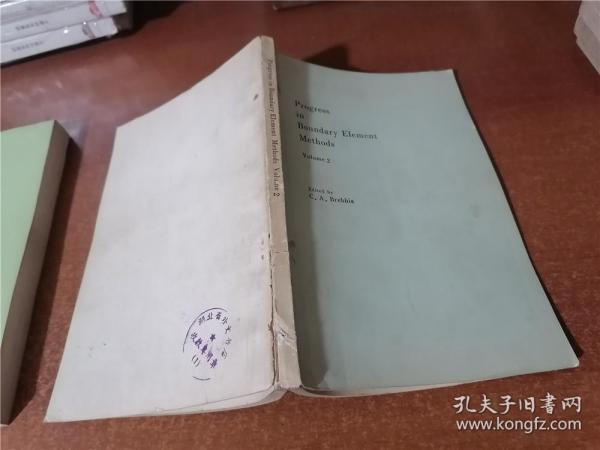 Progress in Boundary Element Methods Volume 2
Progress
in
Boundary Element
Methods
Volume 2
Edited by
C. A. Brebbia
(1)
孔夫子旧书网
www.kongfz.com